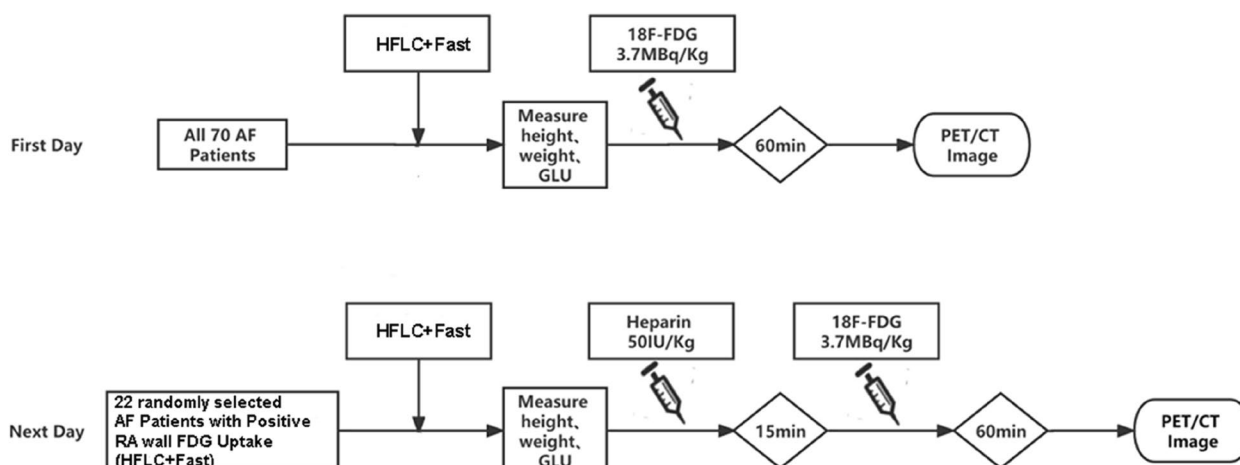 HFLC+Fast
18F-FDG
3.7MBq/Kg
First Day
All 70 AF
Patients
Measure
height、
weight、
GLU
60min
PET/CT
Image
HFLC+Fast
Heparin
50IU/Kg
18F-FDG
3.7MBq/Kg
Next Day
22 randomly selected
AF Patients with Positive
RA wall FDG Uptake
(HFLC+Fast)
Measure
height、
weight、
GLU
15min
60min
PET/CT
Image